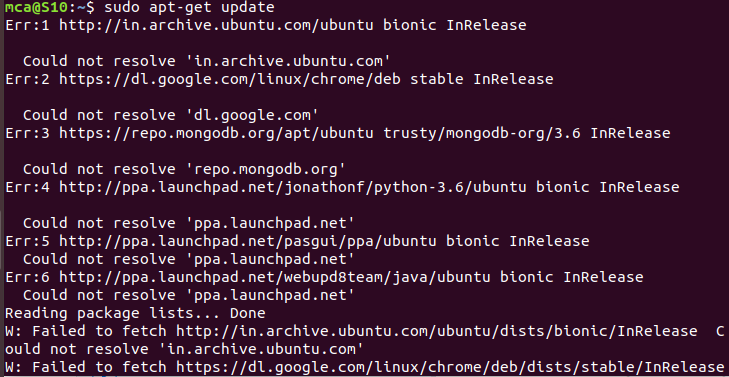 mca@S10:~$ sudo apt-get update
Err:1 http://in.archive.ubuntu.com/ubuntu bionic InRelease
  Could not resolve 'in.archive.ubuntu.com'
Err:2 https://dl.google.com/linux/chrome/deb stable InRelease
  Could not resolve 'dl.google.com'
Err:3 https://repo.mongodb.org/apt/ubuntu trusty/mongodb-org/3.6 InRelease
  Could not resolve 'repo.mongodb.org'
Err:4 http://ppa.launchpad.net/jonathonf/python-3.6/ubuntu bionic InRelease
  Could not resolve 'ppa.launchpad.net'
Err:5 http://ppa.launchpad.net/pasgui/ppa/ubuntu bionic InRelease
  Could not resolve 'ppa.launchpad.net'
Err:6 http://ppa.launchpad.net/webupd8team/java/ubuntu bionic InRelease
  Could not resolve 'ppa.launchpad.net'
Reading package lists... Done
W: Failed to fetch http://in.archive.ubuntu.com/ubuntu/dists/bionic/InRelease  C
ould not resolve 'in.archive.ubuntu.com'
W: Failed to fetch https://dl.google.com/linux/chrome/deb/dists/stable/InRelease